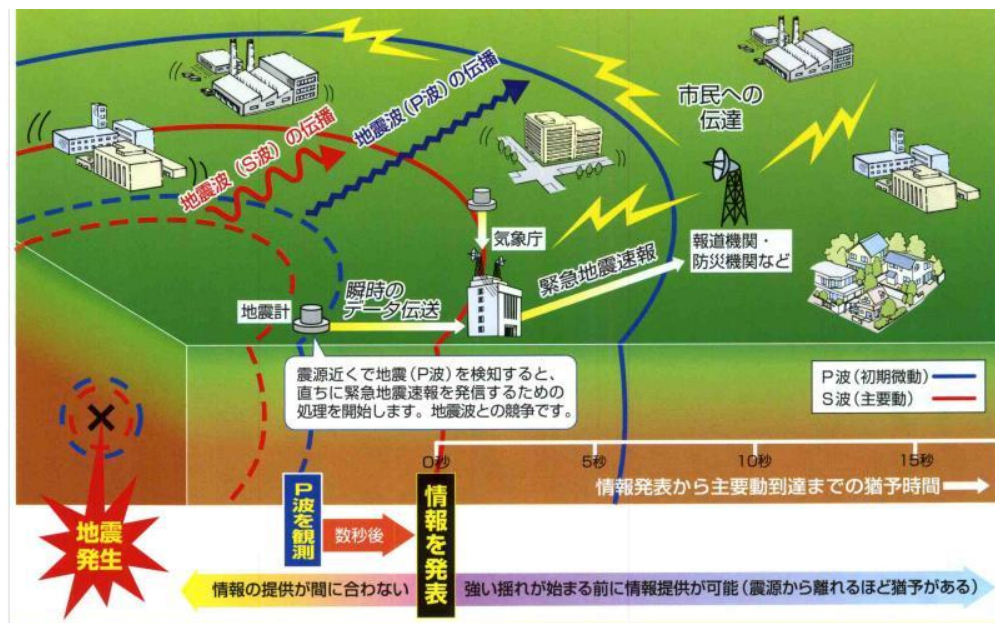 地震波(S波)の伝播
地震波(P波)の伝播
市民への
伝達
気象庁
緊急地震速報
報道機関・
防災機関など
地震計
瞬時の
データ伝送
震源近くで地震(P波)を検知すると、
直ちに緊急地震速報を発信するための
処理を開始します。地震波との競争です。
P波(初期微動)
S波(主要動)
0秒
5秒
10秒
15秒
情報発表から主要動到達までの猶予時間
地震
発生
P波を観測
数秒後
情報を発表
情報の提供が間に合わない
強い揺れが始まる前に情報提供が可能(震源から離れるほど猶予がある)